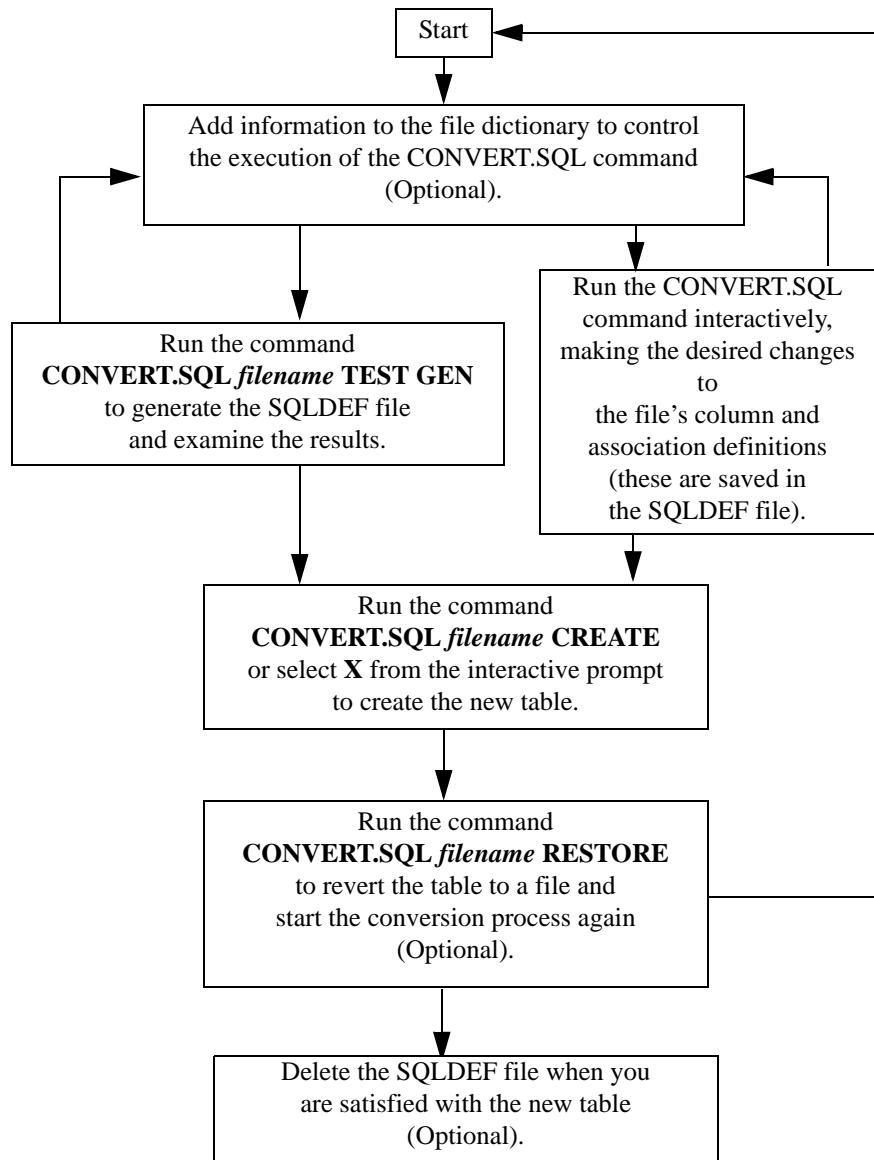 Start
Add information to the file dictionary to control
the execution of the CONVERT.SQL command
(Optional).
Run the command
CONVERT.SQL filename TEST GEN
to generate the SQLDEF file
and examine the results.
Run the CONVERT.SQL
command interactively,
making the desired changes
to
the file’s column and
association definitions
(these are saved in
the SQLDEF file).
Run the command
CONVERT.SQL filename CREATE
or select X from the interactive prompt
to create the new table.
Run the command
CONVERT.SQL filename RESTORE
to revert the table to a file and
start the conversion process again
(Optional).
Delete the SQLDEF file when you
are satisfied with the new table
(Optional).